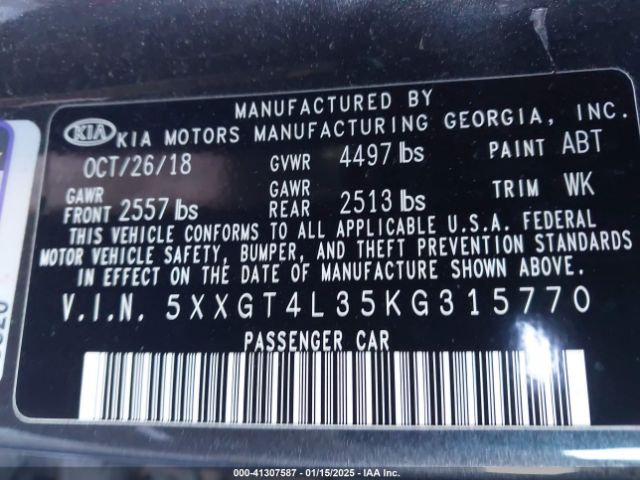 MANUFACTURED BY
KIA KIA MOTORS MANUFACTURING GEORGIA, INC.
OCT/26/18 GVWR 4497 lbs PAINT ABT
GAWR FRONT 2557 lbs GAWR REAR 2513 lbs TRIM WK
THIS VEHICLE CONFORMS TO ALL APPLICABLE U.S.A. FEDERAL
MOTOR VEHICLE SAFETY, BUMPER, AND THEFT PREVENTION STANDARDS
IN EFFECT ON THE DATE OF MANUFACTURE SHOWN ABOVE.
V.I.N. 5XXGT4L35KG315770
PASSENGER CAR
000-41307587 - 01/15/2025 - IAA Inc.